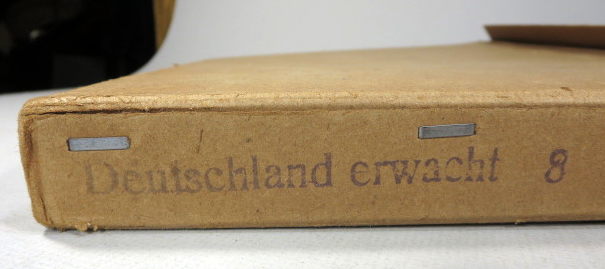 Deutschland erwacht 8